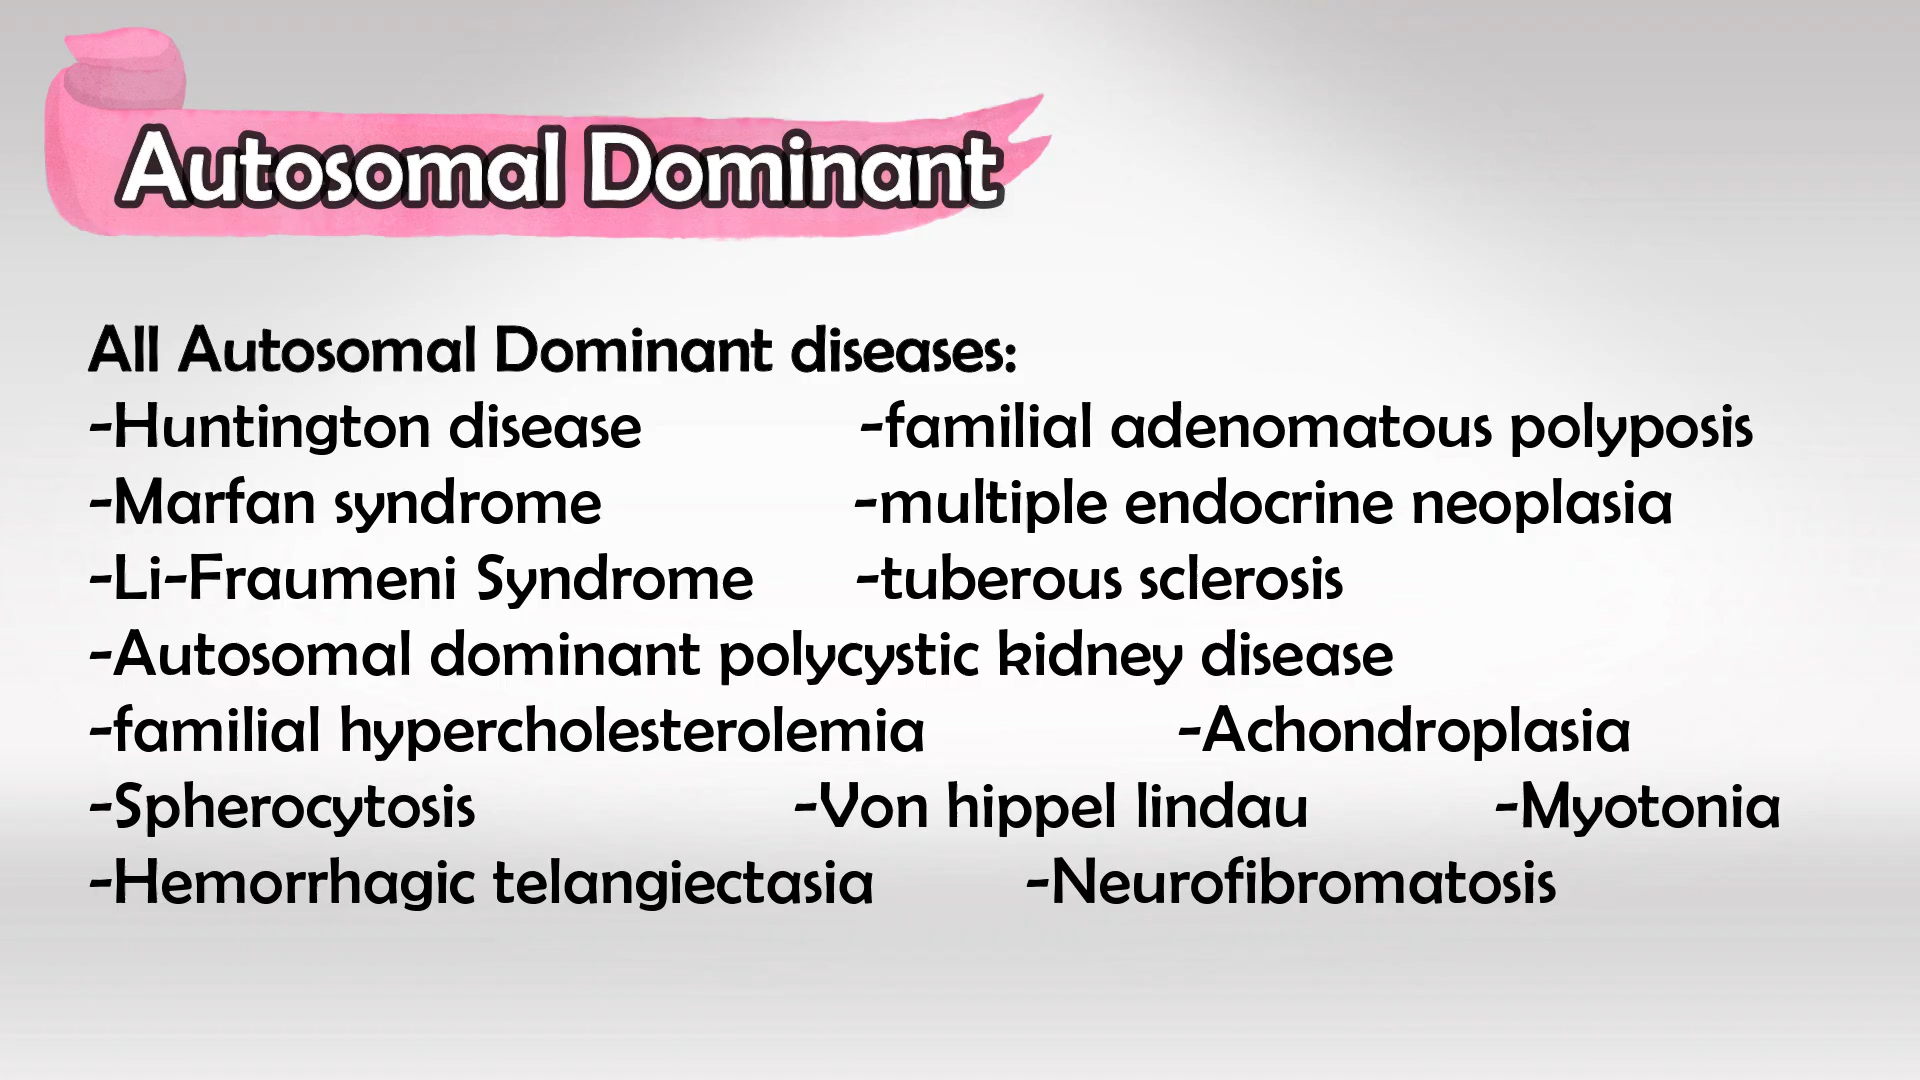 Autosomal Dominant
All Autosomal Dominant diseases:
-Huntington disease -familial adenomatous polyposis
-Marfan syndrome -multiple endocrine neoplasia
-Li-Fraumeni Syndrome -tuberous sclerosis
-Autosomal dominant polycystic kidney disease
-familial hypercholesterolemia -Achondroplasia
-Spherocytosis -Von hippel lindau -Myotonia
-Hemorrhagic telangiectasia -Neurofibromatosis